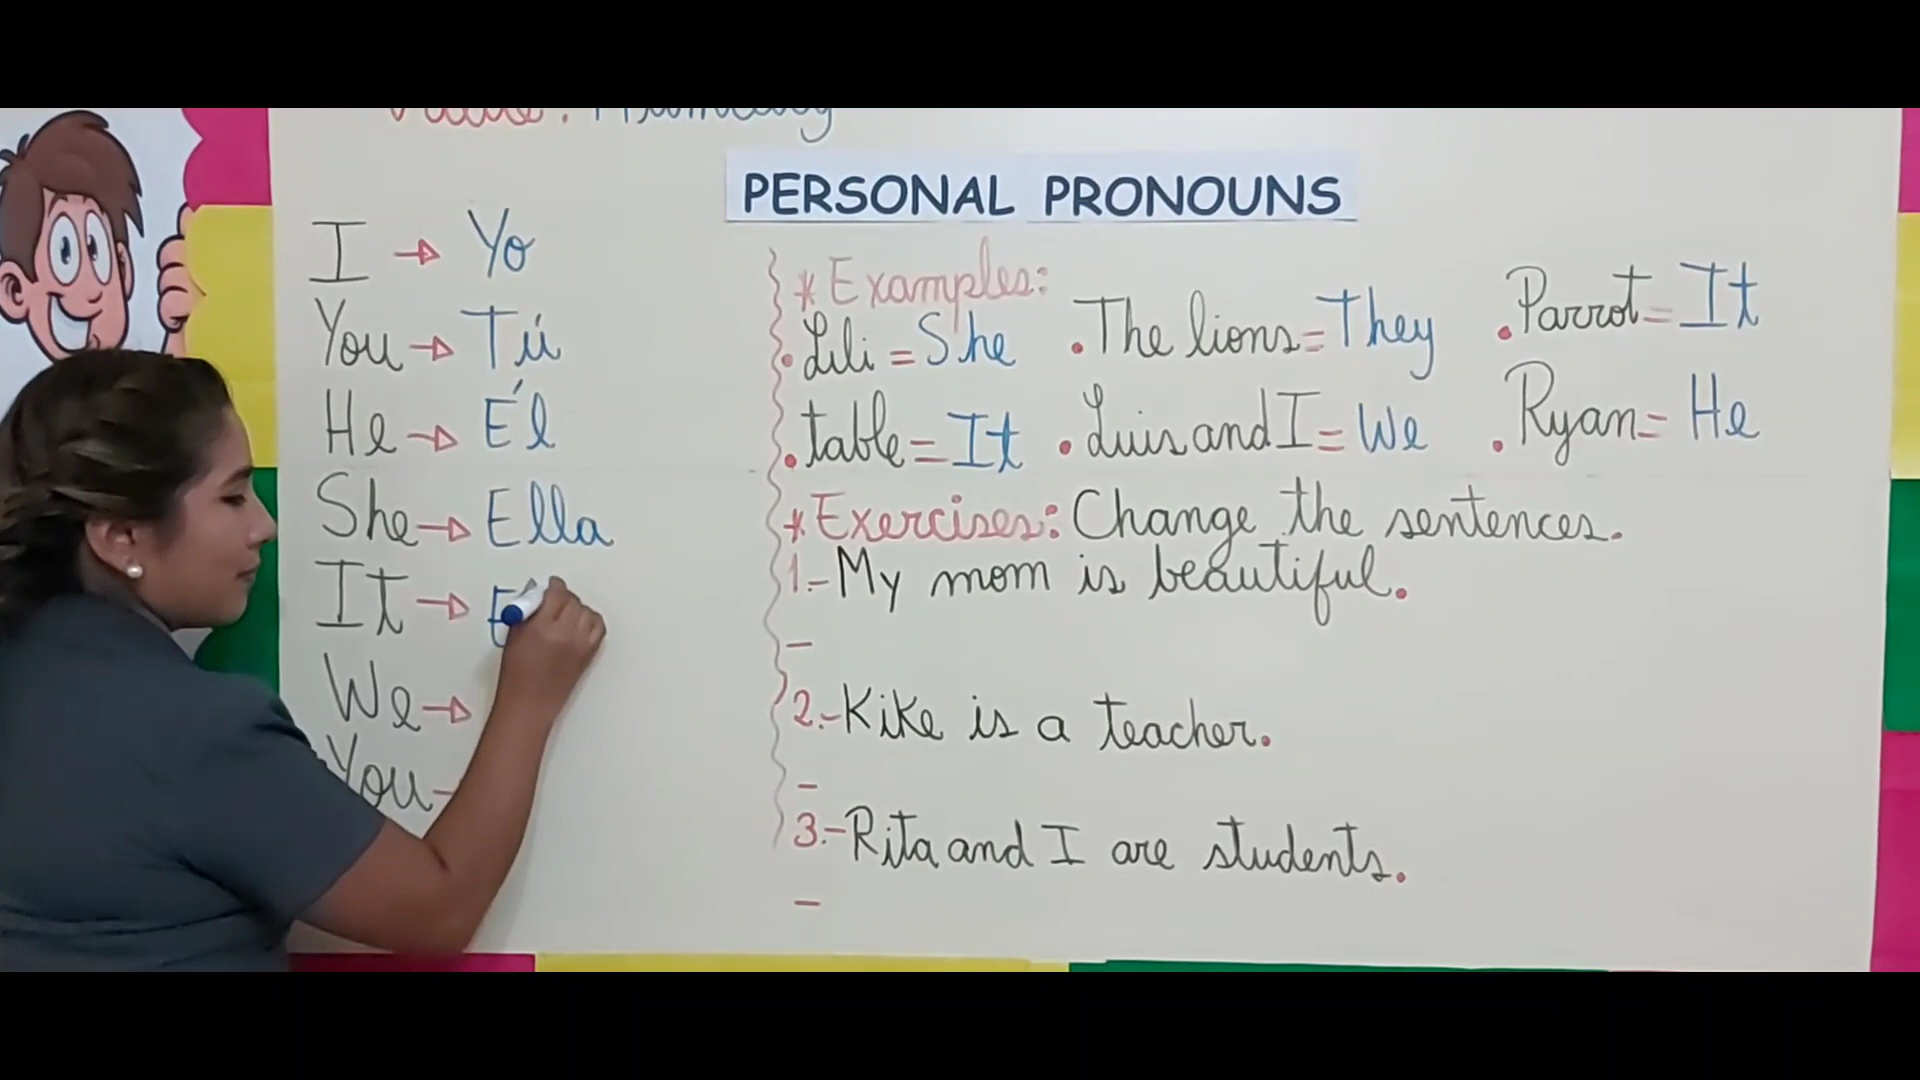 PERSONAL PRONOUNS
I → Yo
You → Tú
He → Él
She → Ella
It → E
We →
You
* Examples:
. Lili = She . The lions = They . Parrot = It
. table = It . Luis and I = We . Ryan = He
* Exercises: Change the sentences.
1.- My mom is beautiful.
–
2.- Kike is a teacher.
–
3.- Rita and I are students.
–